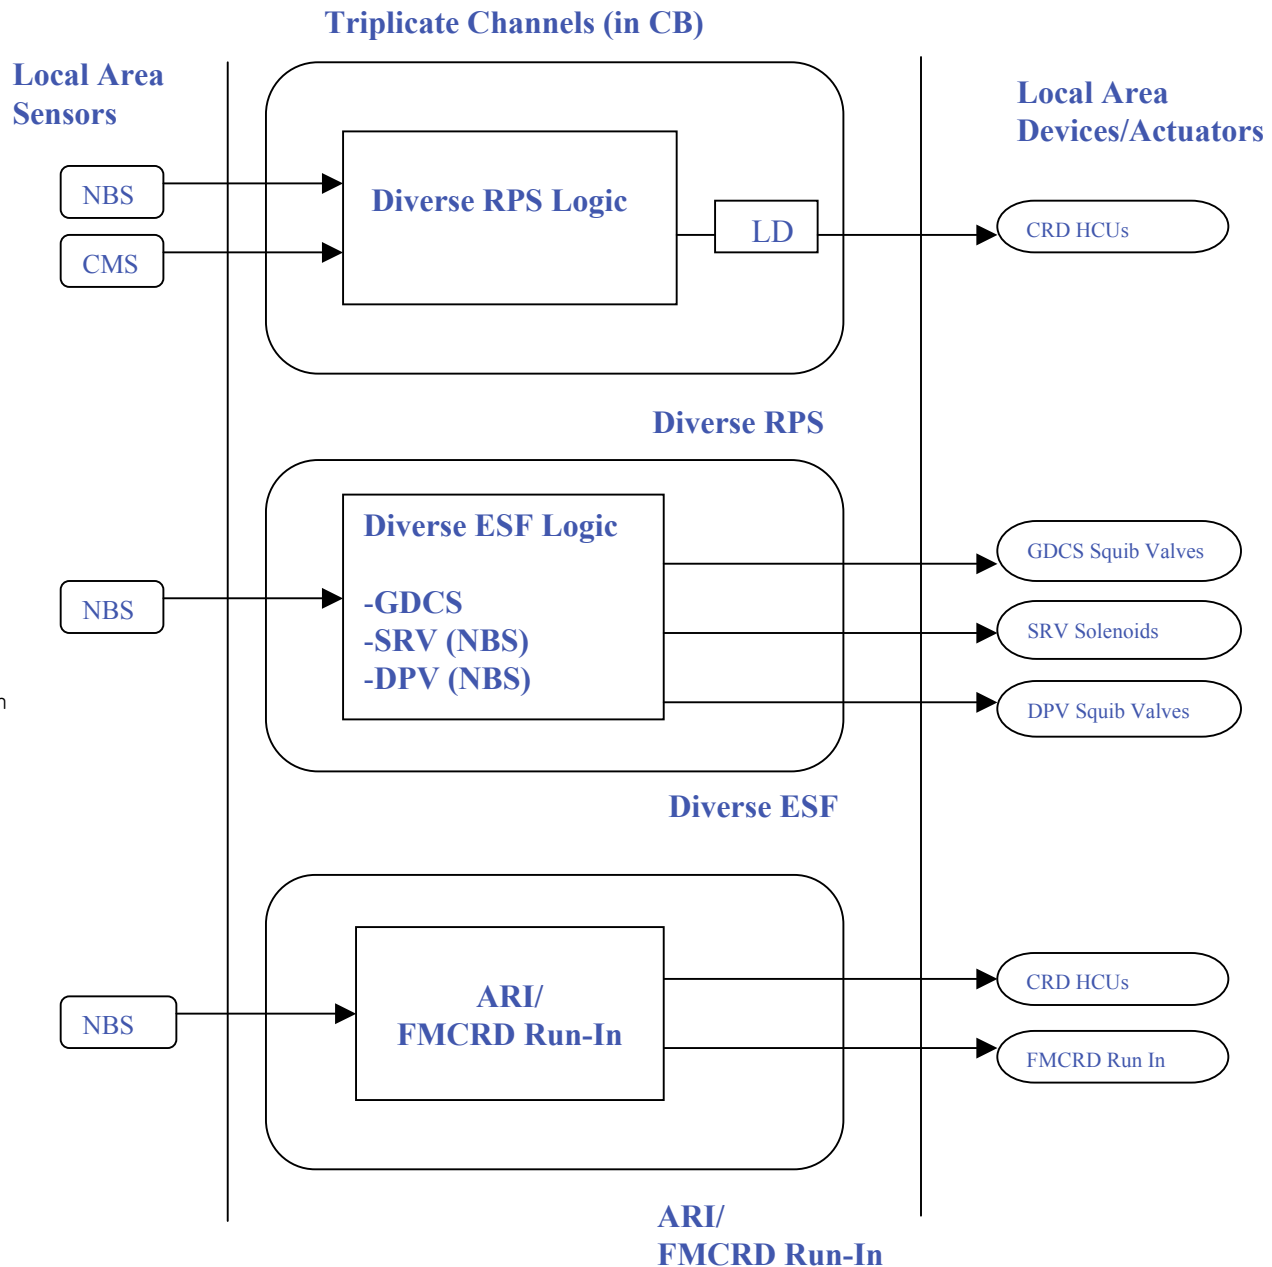 Triplicate Channels (in CB)
Local Area
Sensors
Local Area
Devices/Actuators
NBS
CMS
Diverse RPS Logic
LD
CRD HCUs
Diverse RPS
NBS
Diverse ESF Logic
-GDCS
-SRV (NBS)
-DPV (NBS)
GDCS Squib Valves
SRV Solenoids
DPV Squib Valves
Diverse ESF
NBS
ARI/
FMCRD Run-In
CRD HCUs
FMCRD Run In
ARI/
FMCRD Run-In